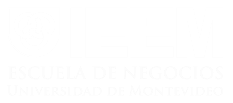 ESCUELA DE NEGOCIOS
UNIVERSIDAD DE MONTEVIDEO